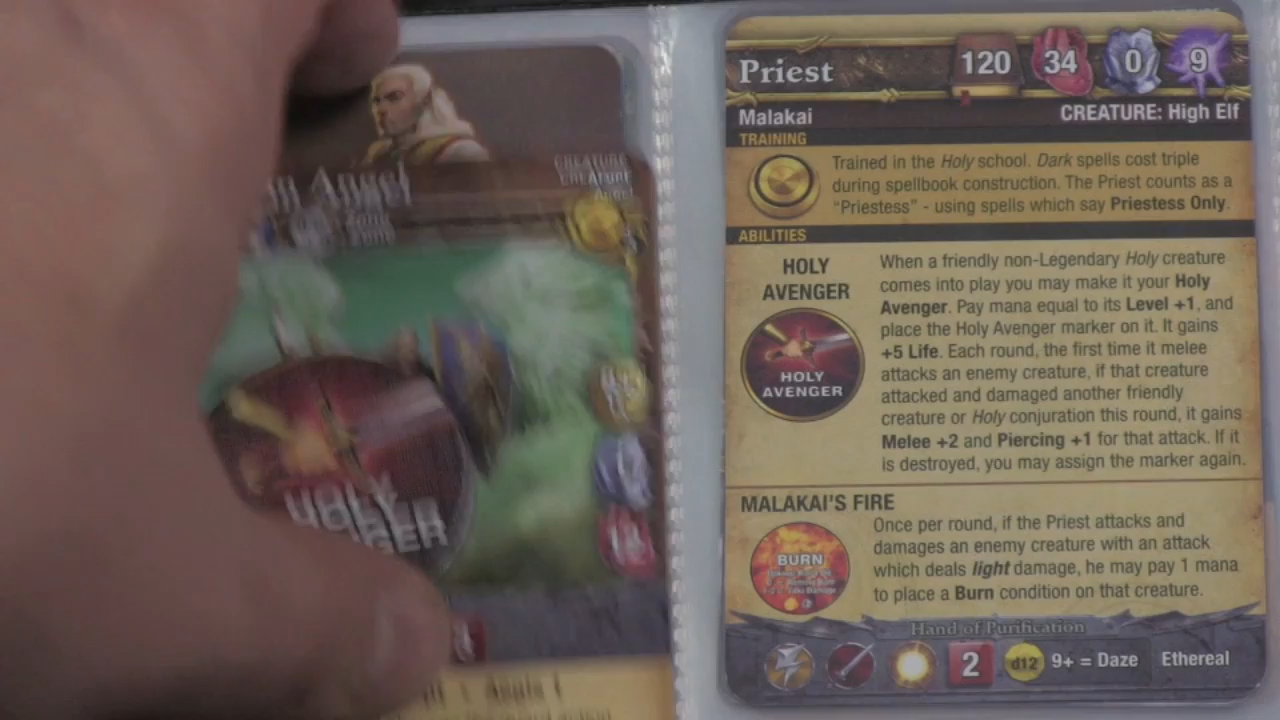 Angel
CREATURE
Angel
Zone
HOLY
Angel
Priest 120 34 0 9
Malakai CREATURE: High Elf
TRAINING
Trained in the Holy school. Dark spells cost triple
during spellbook construction. The Priest counts as a
“Priestess” - using spells which say Priestess Only.
ABILITIES
HOLY
AVENGER
HOLY
AVENGER
When a friendly non-Legendary Holy creature
comes into play you may make it your Holy
Avenger. Pay mana equal to its Level +1, and
place the Holy Avenger marker on it. It gains
+5 Life. Each round, the first time it melee
attacks an enemy creature, if that creature
attacked and damaged another friendly
creature or Holy conjuration this round, it gains
Melee +2 and Piercing +1 for that attack. If it
is destroyed, you may assign the marker again.
MALAKAI'S FIRE
BURN
Once per round, if the Priest attacks and
damages an enemy creature with an attack
which deals light damage, he may pay 1 mana
to place a Burn condition on that creature.
Hand of Purification
2 d12 9+ = Daze Ethereal